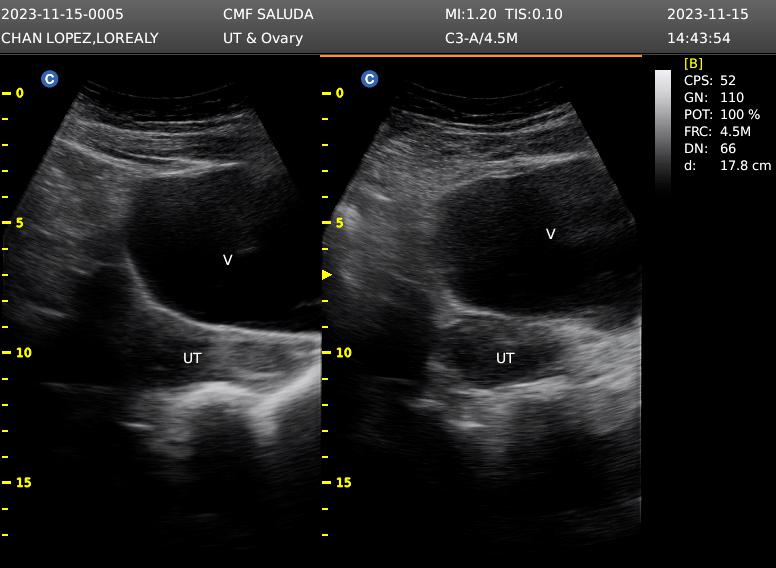 2023-11-15-0005 CMF SALUDA MI:1.20 TIS:0.10 2023-11-15
CHAN LOPEZ,LOREALY UT & Ovary C3-A/4.5M 14:43:54
[B]
C C CPS: 52
0 0 GN: 110
POT: 100 %
FRC: 4.5M
DN: 66
d: 17.8 cm
5 5
V
V
10 UT 10 UT
15 15